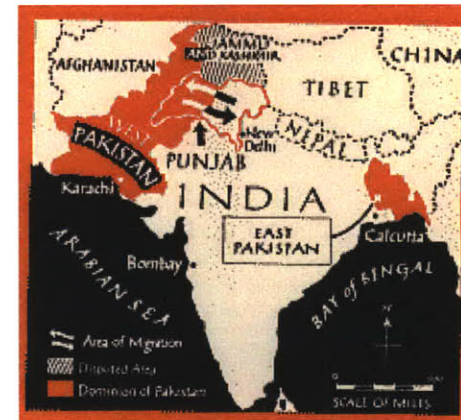 JAMMU
AND KASHMIR
AFGHANISTAN
CHINA
TIBET
WEST
PAKISTAN
New
Delhi
NEPAL
PUNJAB
Karachi
INDIA
EAST
PAKISTAN
Calcutta
ARABIAN SEA
Bombay
BAY of BENGAL
Area of Migration
Disputed Area
Dominion of Pakistan
N
SCALE OF MILES